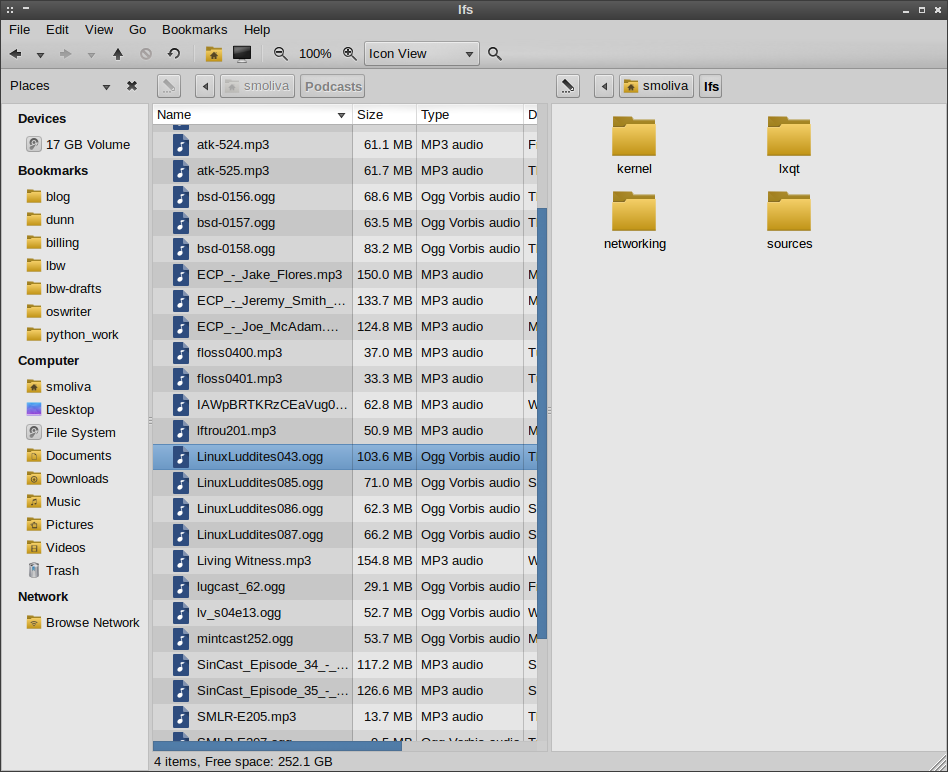 lfs
File Edit View Go Bookmarks Help
100% Icon View
Places
smoliva Podcasts
smoliva lfs
Devices
17 GB Volume
Bookmarks
blog
dunn
billing
lbw
lbw-drafts
oswriter
python_work
Computer
smoliva
Desktop
File System
Documents
Downloads
Music
Pictures
Videos
Trash
Network
Browse Network
Name Size Type D
atk-524.mp3 61.1 MB MP3 audio F
atk-525.mp3 61.7 MB MP3 audio T
bsd-0156.ogg 68.6 MB Ogg Vorbis audio T
bsd-0157.ogg 63.5 MB Ogg Vorbis audio T
bsd-0158.ogg 83.2 MB Ogg Vorbis audio T
ECP_-_Jake_Flores.mp3 150.0 MB MP3 audio M
ECP_-_Jeremy_Smith_-... 133.7 MB MP3 audio M
ECP_-_Joe_McAdam.... 124.8 MB MP3 audio M
floss0400.mp3 37.0 MB MP3 audio T
floss0401.mp3 33.3 MB MP3 audio T
IAWpBRTKRzCEaVug0... 62.8 MB MP3 audio W
lftrou201.mp3 50.9 MB MP3 audio M
LinuxLuddites043.ogg 103.6 MB Ogg Vorbis audio T
LinuxLuddites085.ogg 71.0 MB Ogg Vorbis audio S
LinuxLuddites086.ogg 62.3 MB Ogg Vorbis audio S
LinuxLuddites087.ogg 66.2 MB Ogg Vorbis audio S
Living Witness.mp3 154.8 MB MP3 audio W
lugcast_62.ogg 29.1 MB Ogg Vorbis audio F
lv_s04e13.ogg 52.7 MB Ogg Vorbis audio W
mintcast252.ogg 53.7 MB Ogg Vorbis audio M
SinCast_Episode_34_-_... 117.2 MB MP3 audio S
SinCast_Episode_35_-_... 126.6 MB MP3 audio S
SMLR-E205.mp3 13.7 MB MP3 audio T
kernel
lxqt
networking
sources
4 items, Free space: 252.1 GB